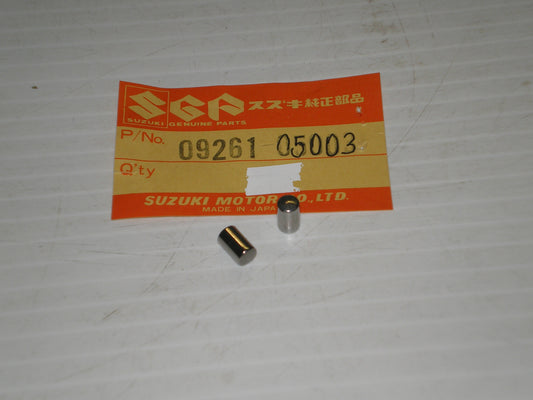 SGP スズキ純正部品
SUZUKI GENUINE PARTS
P/No. 09261-05003
Q'ty
SUZUKI MOTOR CO., LTD.
MADE IN JAPAN